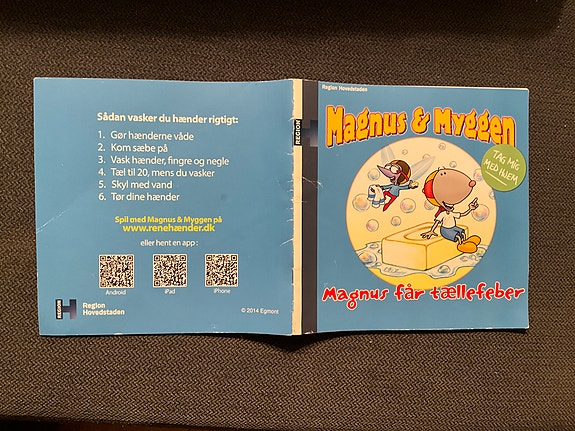 Sådan vasker du hænder rigtigt:
1. Gør hænderne våde
2. Kom sæbe på
3. Vask hænder, fingre og negle
4. Tæl til 20, mens du vasker
5. Skyl med vand
6. Tør dine hænder
Spil med Magnus & Myggen på
www.renehænder.dk
eller hent en app:
Android
iPad
iPhone
REGION
Region
Hovedstaden
© 2014 Egmont
REGION
Region Hovedstaden
Magnus & Myggen
TAG MIG
MED HJEM
Magnus får tællefeber